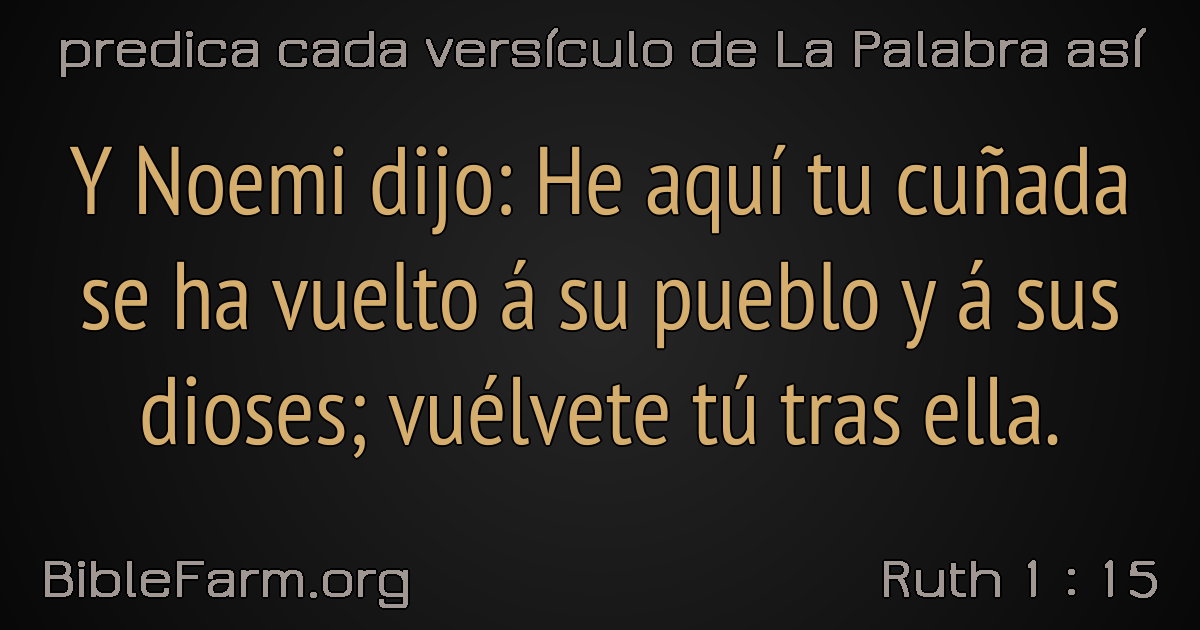 predica cada versículo de La Palabra así
Y Noemi dijo: He aquí tu cuñada
se ha vuelto á su pueblo y á sus
dioses; vuélvete tú tras ella.
BibleFarm.org
Ruth 1 : 15